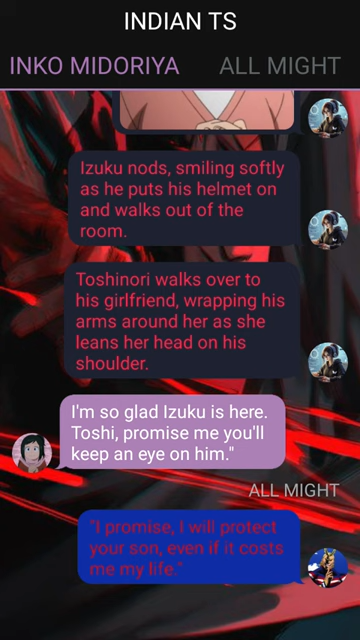 INDIAN TS
INKO MIDORIYA ALL MIGHT
Izuku nods, smiling softly
as he puts his helmet on
and walks out of the
room.
Toshinori walks over to
his girlfriend, wrapping his
arms around her as she
leans her head on his
shoulder.
I'm so glad Izuku is here.
Toshi, promise me you'll
keep an eye on him."
ALL MIGHT
"I promise, I will protect
your son, even if it costs
me my life."